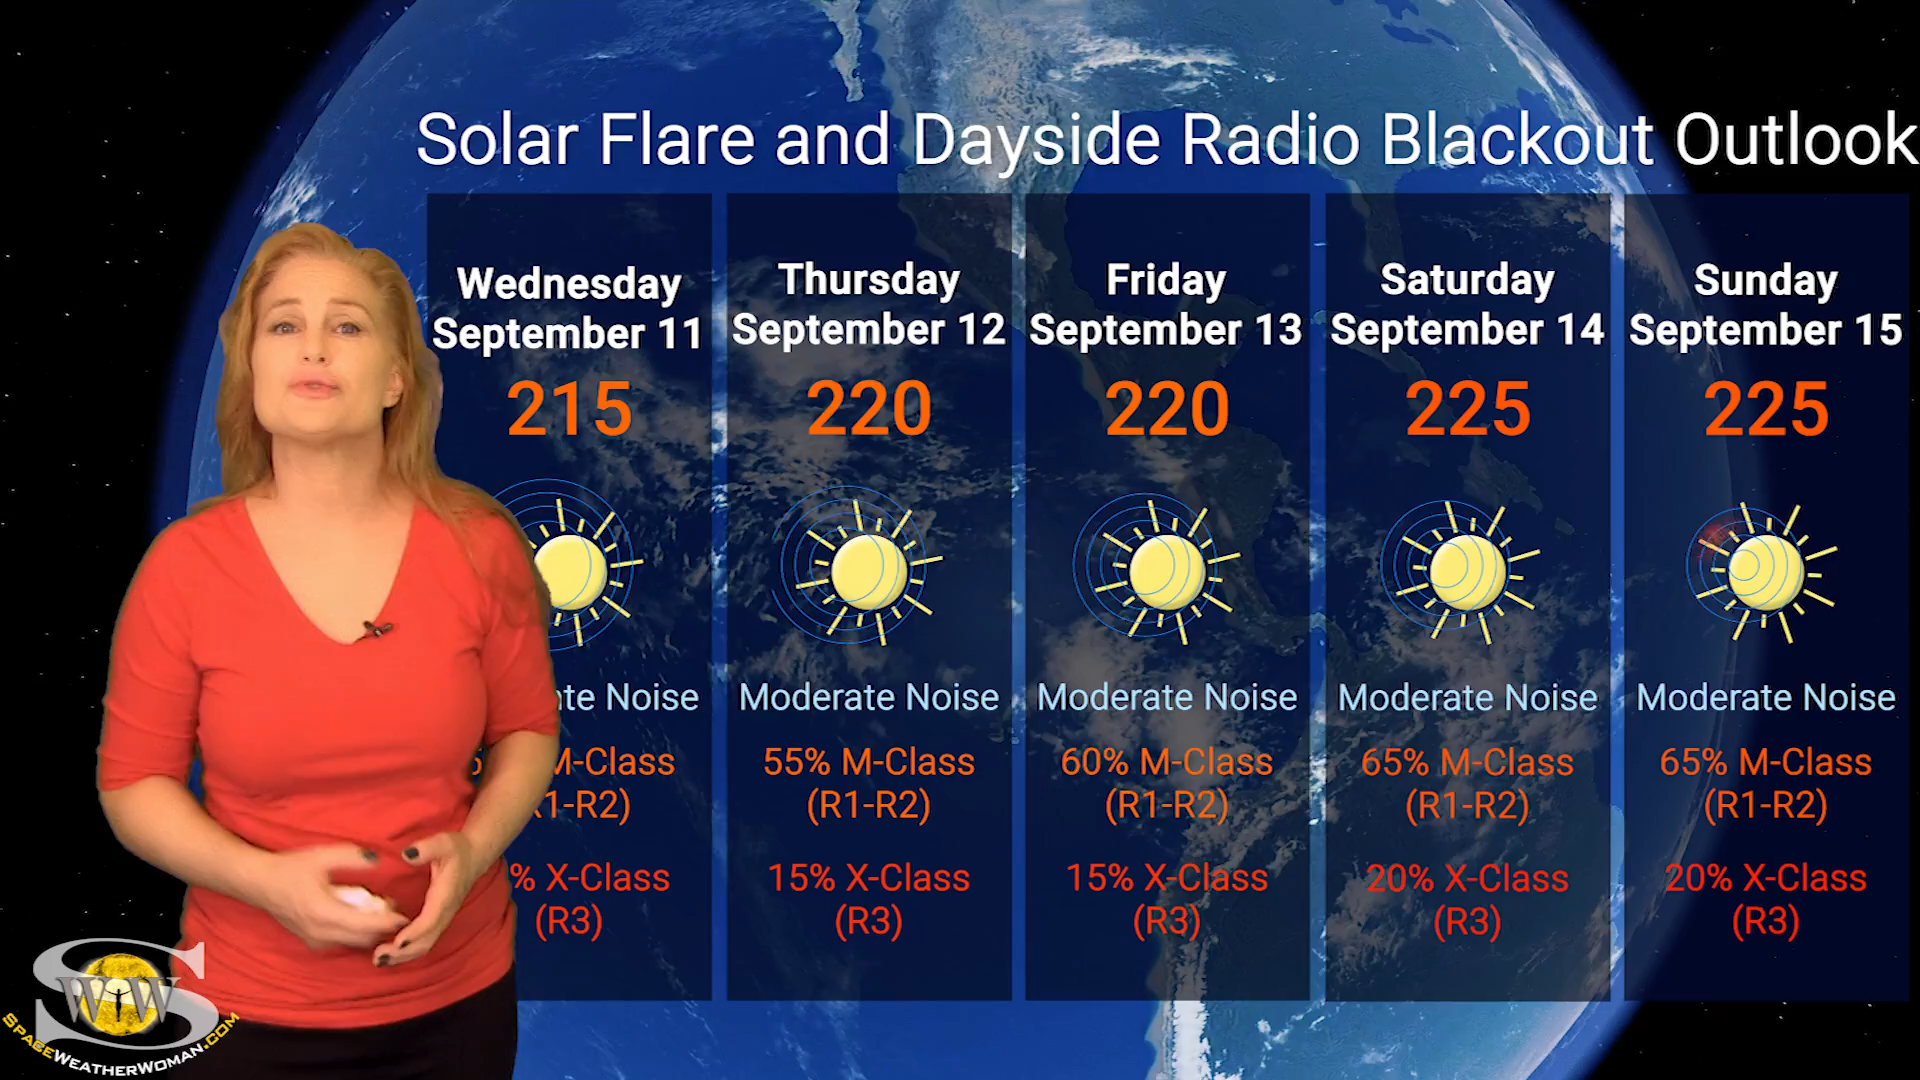 Solar Flare and Dayside Radio Blackout Outlook
Wednesday
September 11
215
Noise
M-Class
R1-R2)
% X-Class
(R3)
Thursday
September 12
220
Moderate Noise
55% M-Class
(R1-R2)
15% X-Class
(R3)
Friday
September 13
220
Moderate Noise
60% M-Class
(R1-R2)
15% X-Class
(R3)
Saturday
September 14
225
Moderate Noise
65% M-Class
(R1-R2)
20% X-Class
(R3)
Sunday
September 15
225
Moderate Noise
65% M-Class
(R1-R2)
20% X-Class
(R3)
SWW
SPACEWEATHERWOMAN.COM